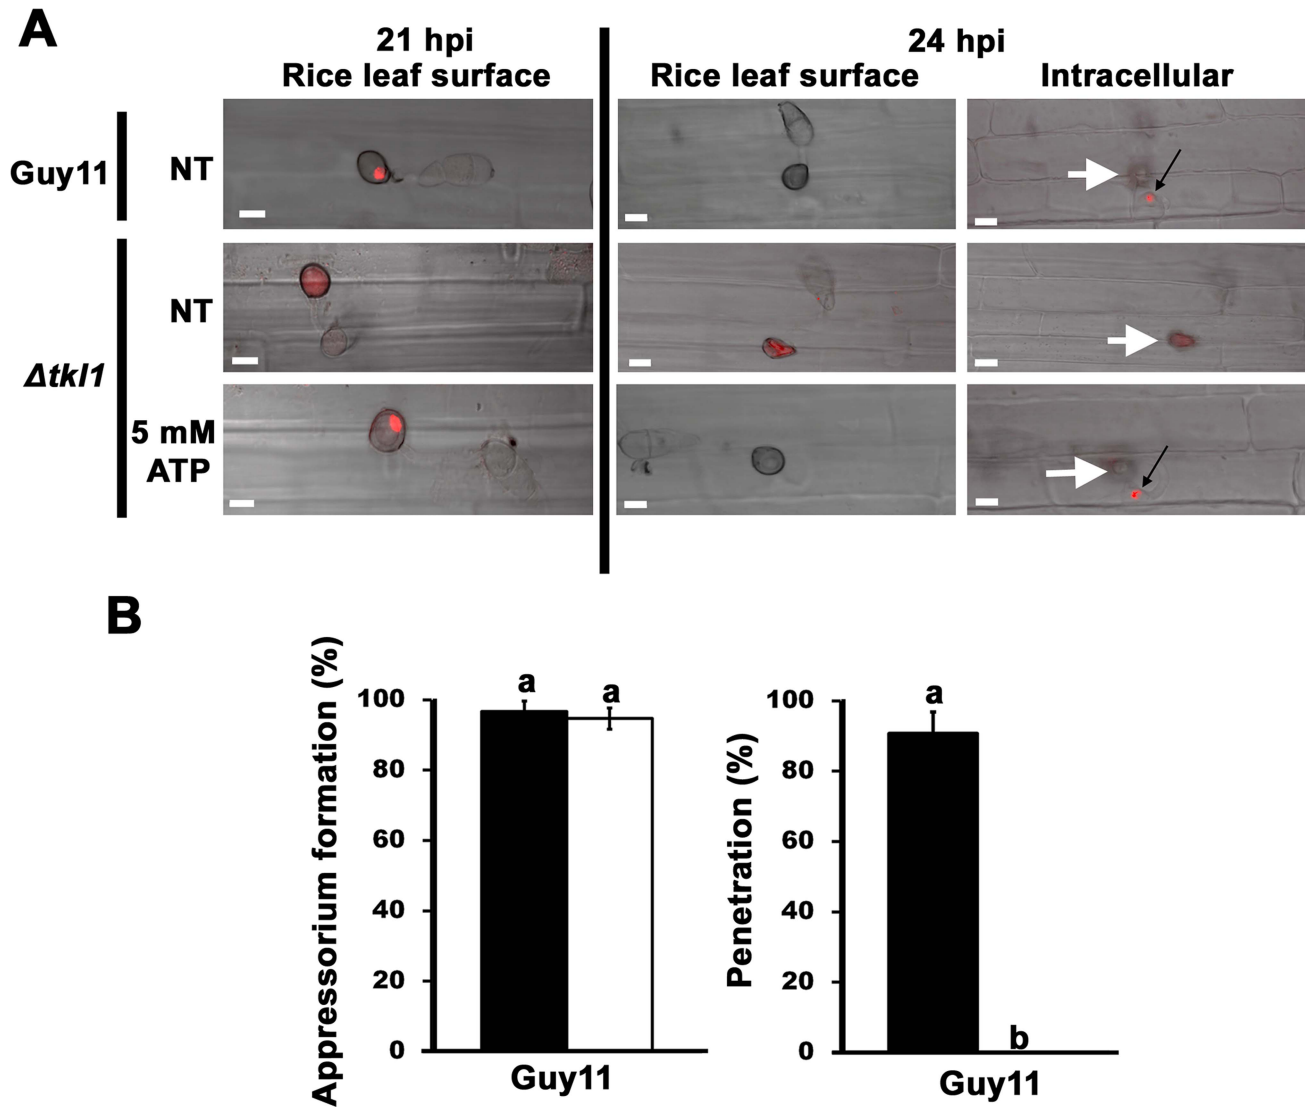 A
21 hpi
24 hpi
Rice leaf surface
Rice leaf surface
Intracellular
Guy11
NT
Δtkl1
NT
5 mM
ATP
B
Appressorium formation (%)
100
80
60
40
20
0
a
a
Guy11
Penetration (%)
100
80
60
40
20
0
a
b
Guy11